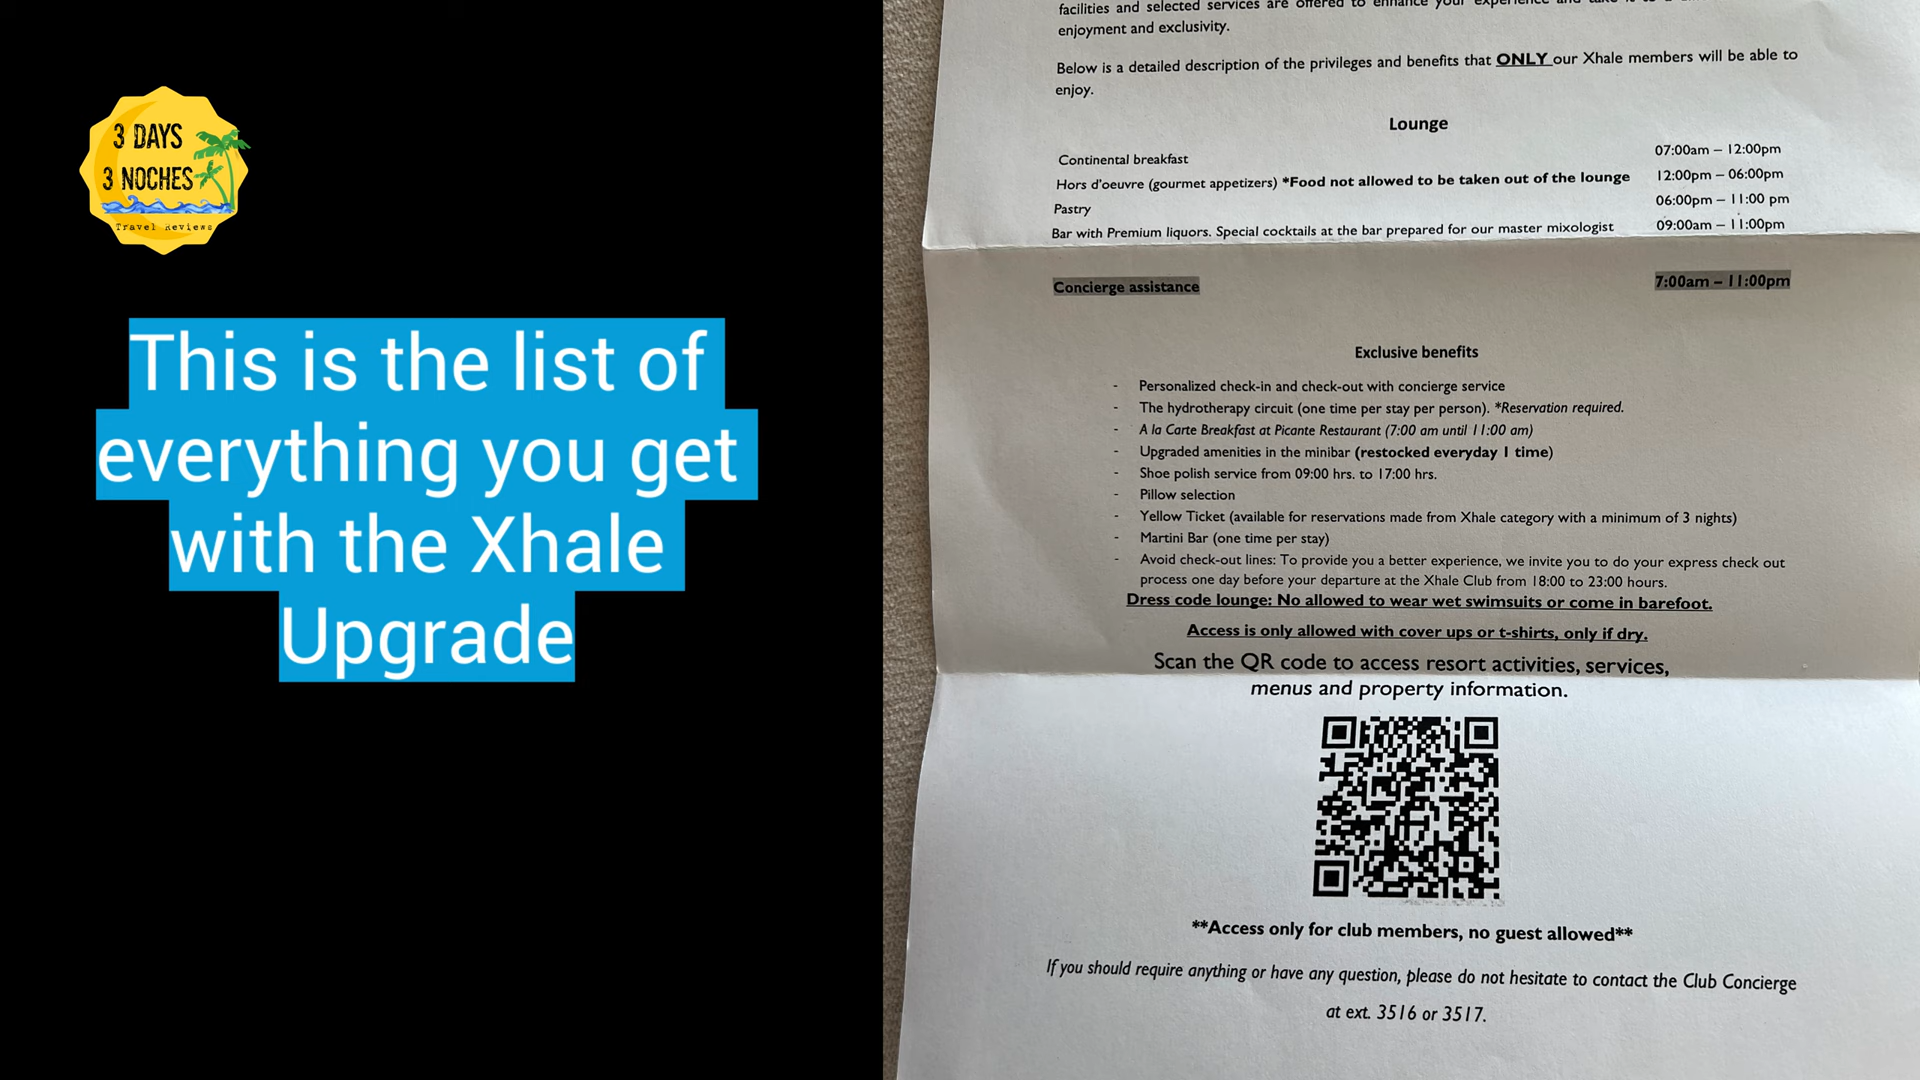 3 DAYS
3 NOCHES
Travel Reviews
This is the list of
everything you get
with the Xhale
Upgrade
facilities and selected services are offered to enhance your experience and take it to a
enjoyment and exclusivity.
Below is a detailed description of the privileges and benefits that ONLY our Xhale members will be able to
enjoy.
Lounge
Continental breakfast 07:00am – 12:00pm
Hors d'oeuvre (gourmet appetizers) *Food not allowed to be taken out of the lounge 12:00pm – 06:00pm
Pastry 06:00pm – 11:00 pm
Bar with Premium liquors. Special cocktails at the bar prepared for our master mixologist 09:00am – 11:00pm
Concierge assistance 7:00am – 11:00pm
Exclusive benefits
- Personalized check-in and check-out with concierge service
- The hydrotherapy circuit (one time per stay per person). *Reservation required.
- A la Carte Breakfast at Picante Restaurant (7:00 am until 11:00 am)
- Upgraded amenities in the minibar (restocked everyday 1 time)
- Shoe polish service from 09:00 hrs. to 17:00 hrs.
- Pillow selection
- Yellow Ticket (available for reservations made from Xhale category with a minimum of 3 nights)
- Martini Bar (one time per stay)
- Avoid check-out lines: To provide you a better experience, we invite you to do your express check out
process one day before your departure at the Xhale Club from 18:00 to 23:00 hours.
Dress code lounge: No allowed to wear wet swimsuits or come in barefoot.
Access is only allowed with cover ups or t-shirts, only if dry.
Scan the QR code to access resort activities, services,
menus and property information.
**Access only for club members, no guest allowed**
If you should require anything or have any question, please do not hesitate to contact the Club Concierge
at ext. 3516 or 3517.